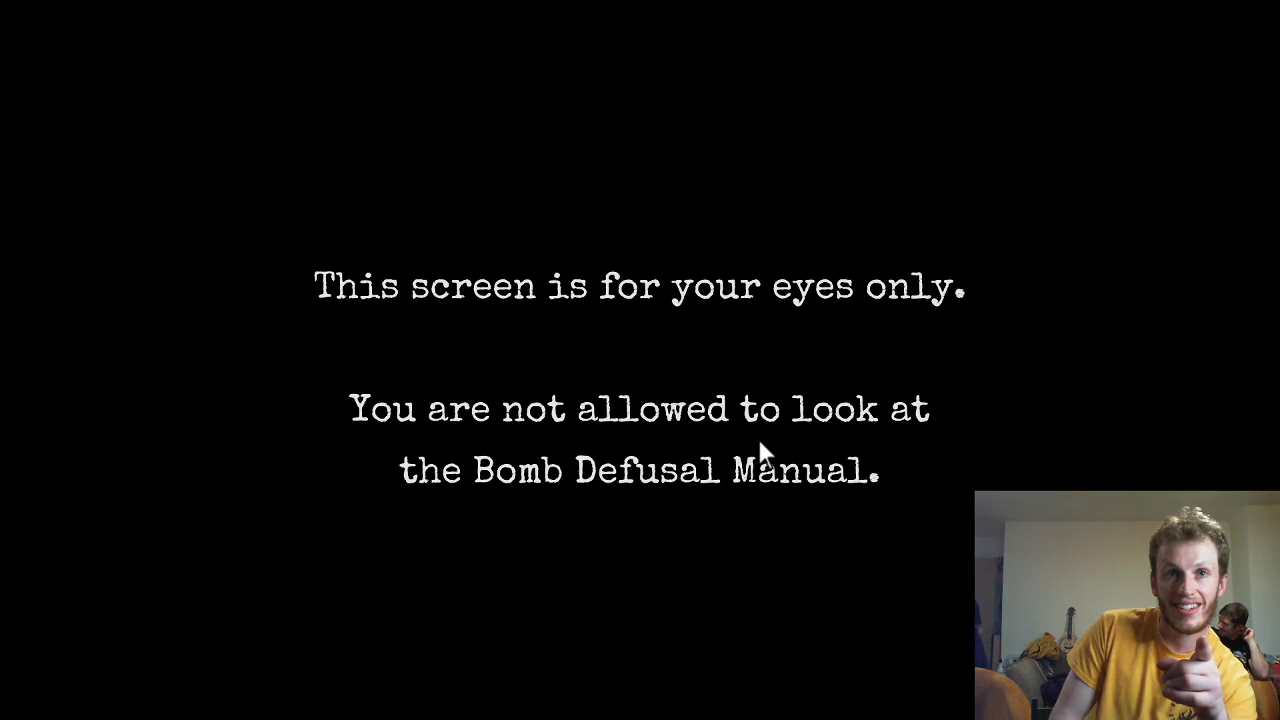 This screen is for your eyes only.
You are not allowed to look at
the Bomb Defusal Manual.